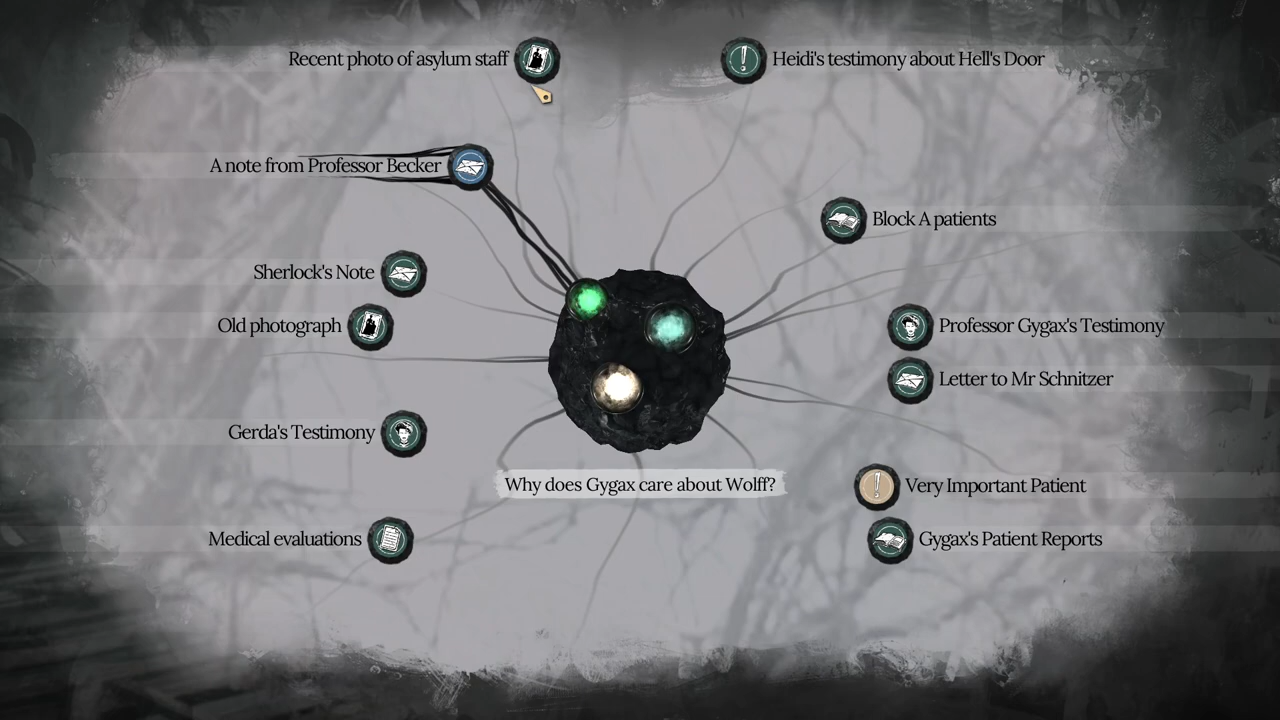 Recent photo of asylum staff
Heidi's testimony about Hell's Door
A note from Professor Becker
Block A patients
Sherlock's Note
Old photograph
Professor Gygax's Testimony
Letter to Mr Schnitzer
Gerda's Testimony
Why does Gygax care about Wolff?
Very Important Patient
Medical evaluations
Gygax's Patient Reports